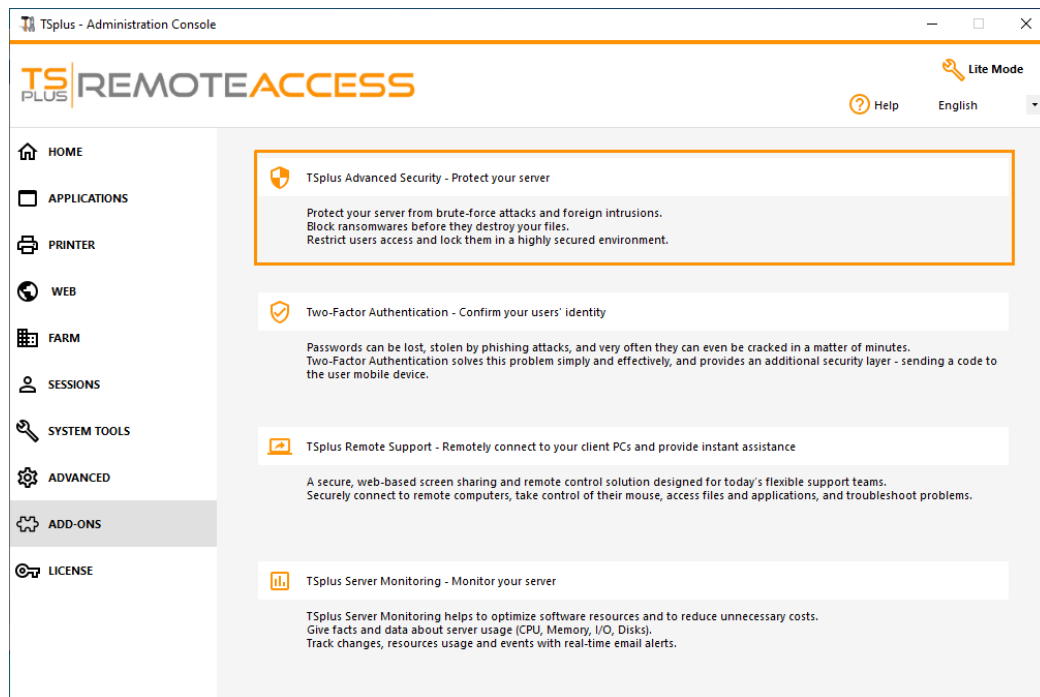 TSplus - Administration Console
TS PLUS REMOTEACCESS
Lite Mode
Help
English
HOME
APPLICATIONS
PRINTER
WEB
FARM
SESSIONS
SYSTEM TOOLS
ADVANCED
ADD-ONS
LICENSE
TSplus Advanced Security - Protect your server
Protect your server from brute-force attacks and foreign intrusions.
Block ransomwares before they destroy your files.
Restrict users access and lock them in a highly secured environment.
Two-Factor Authentication - Confirm your users' identity
Passwords can be lost, stolen by phishing attacks, and very often they can even be cracked in a matter of minutes.
Two-Factor Authentication solves this problem simply and effectively, and provides an additional security layer - sending a code to
the user mobile device.
TSplus Remote Support - Remotely connect to your client PCs and provide instant assistance
A secure, web-based screen sharing and remote control solution designed for today's flexible support teams.
Securely connect to remote computers, take control of their mouse, access files and applications, and troubleshoot problems.
TSplus Server Monitoring - Monitor your server
TSplus Server Monitoring helps to optimize software resources and to reduce unnecessary costs.
Give facts and data about server usage (CPU, Memory, I/O, Disks).
Track changes, resources usage and events with real-time email alerts.